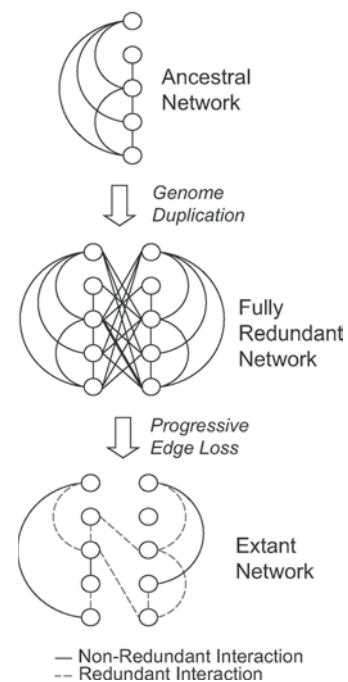 Ancestral
Network
Genome
Duplication
Fully
Redundant
Network
Progressive
Edge Loss
Extant
Network
— Non-Redundant Interaction
-- Redundant Interaction